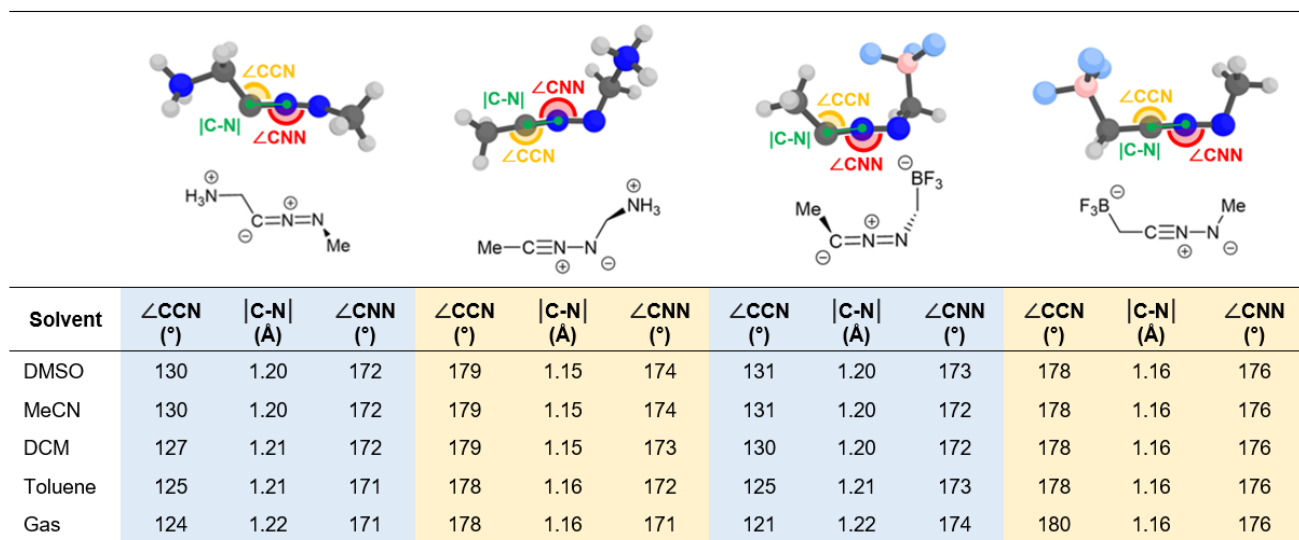 ∠CCN
|C-N|
∠CNN
|C-N|
∠CNN
∠CCN
∠CCN
|C-N|
∠CNN
∠CCN
|C-N|
∠CNN
⊕
H₃N
C=N=N
⊕
⊖
Me
⊕
NH₃
Me—C≡N—N
⊕
⊖
⊖
BF₃
Me
⊕
C=N=N
⊖
⊖
F₃B
Me
C≡N—N
⊕
⊖
Solvent ∠CCN (°) |C-N| (Å) ∠CNN (°) ∠CCN (°) |C-N| (Å) ∠CNN (°) ∠CCN (°) |C-N| (Å) ∠CNN (°) ∠CCN (°) |C-N| (Å) ∠CNN (°)
DMSO 130 1.20 172 179 1.15 174 131 1.20 173 178 1.16 176
MeCN 130 1.20 172 179 1.15 174 131 1.20 172 178 1.16 176
DCM 127 1.21 172 179 1.15 173 130 1.20 172 178 1.16 176
Toluene 125 1.21 171 178 1.16 172 125 1.21 173 178 1.16 176
Gas 124 1.22 171 178 1.16 171 121 1.22 174 180 1.16 176